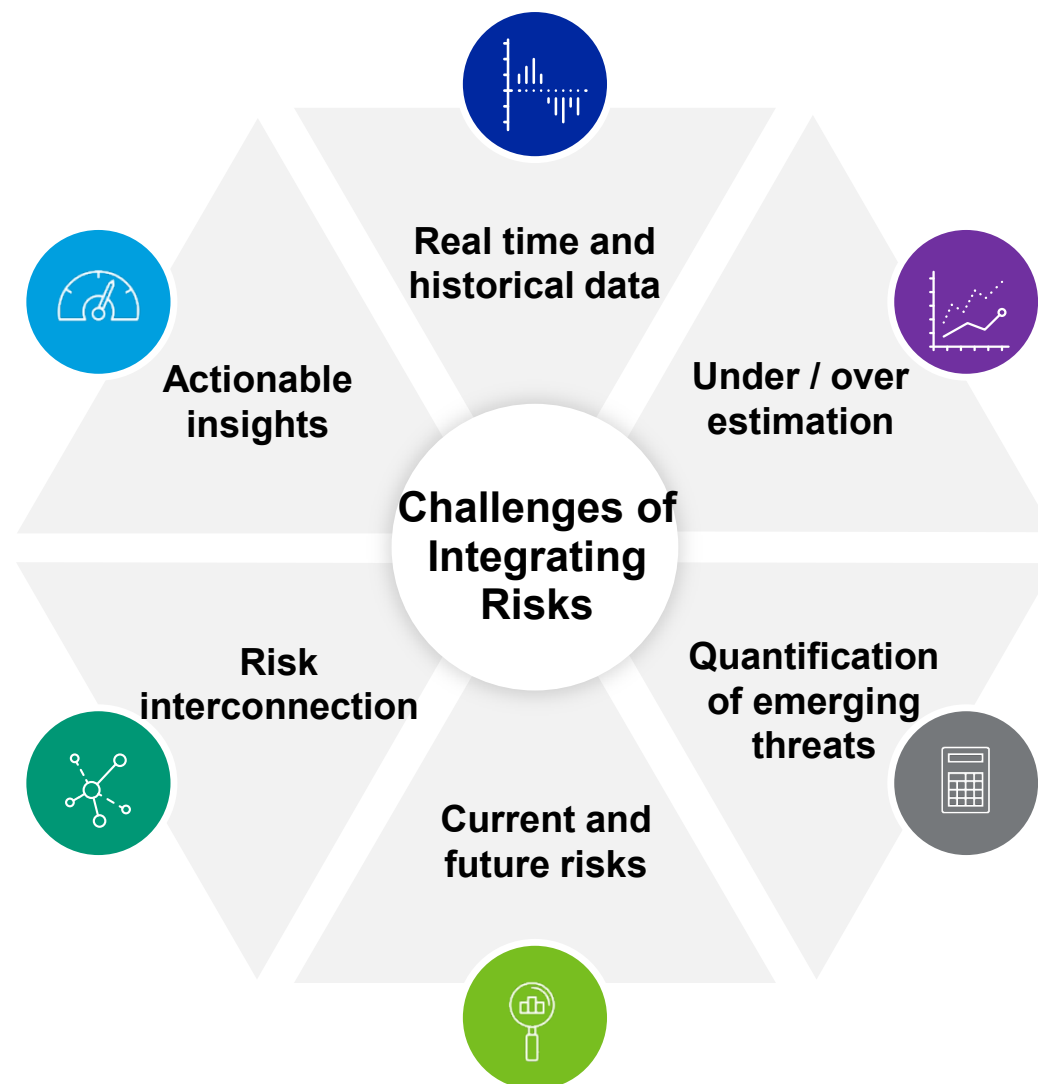 Real time and
historical data
Actionable
insights
Under / over
estimation
Challenges of
Integrating
Risks
Risk
interconnection
Quantification
of emerging
threats
Current and
future risks